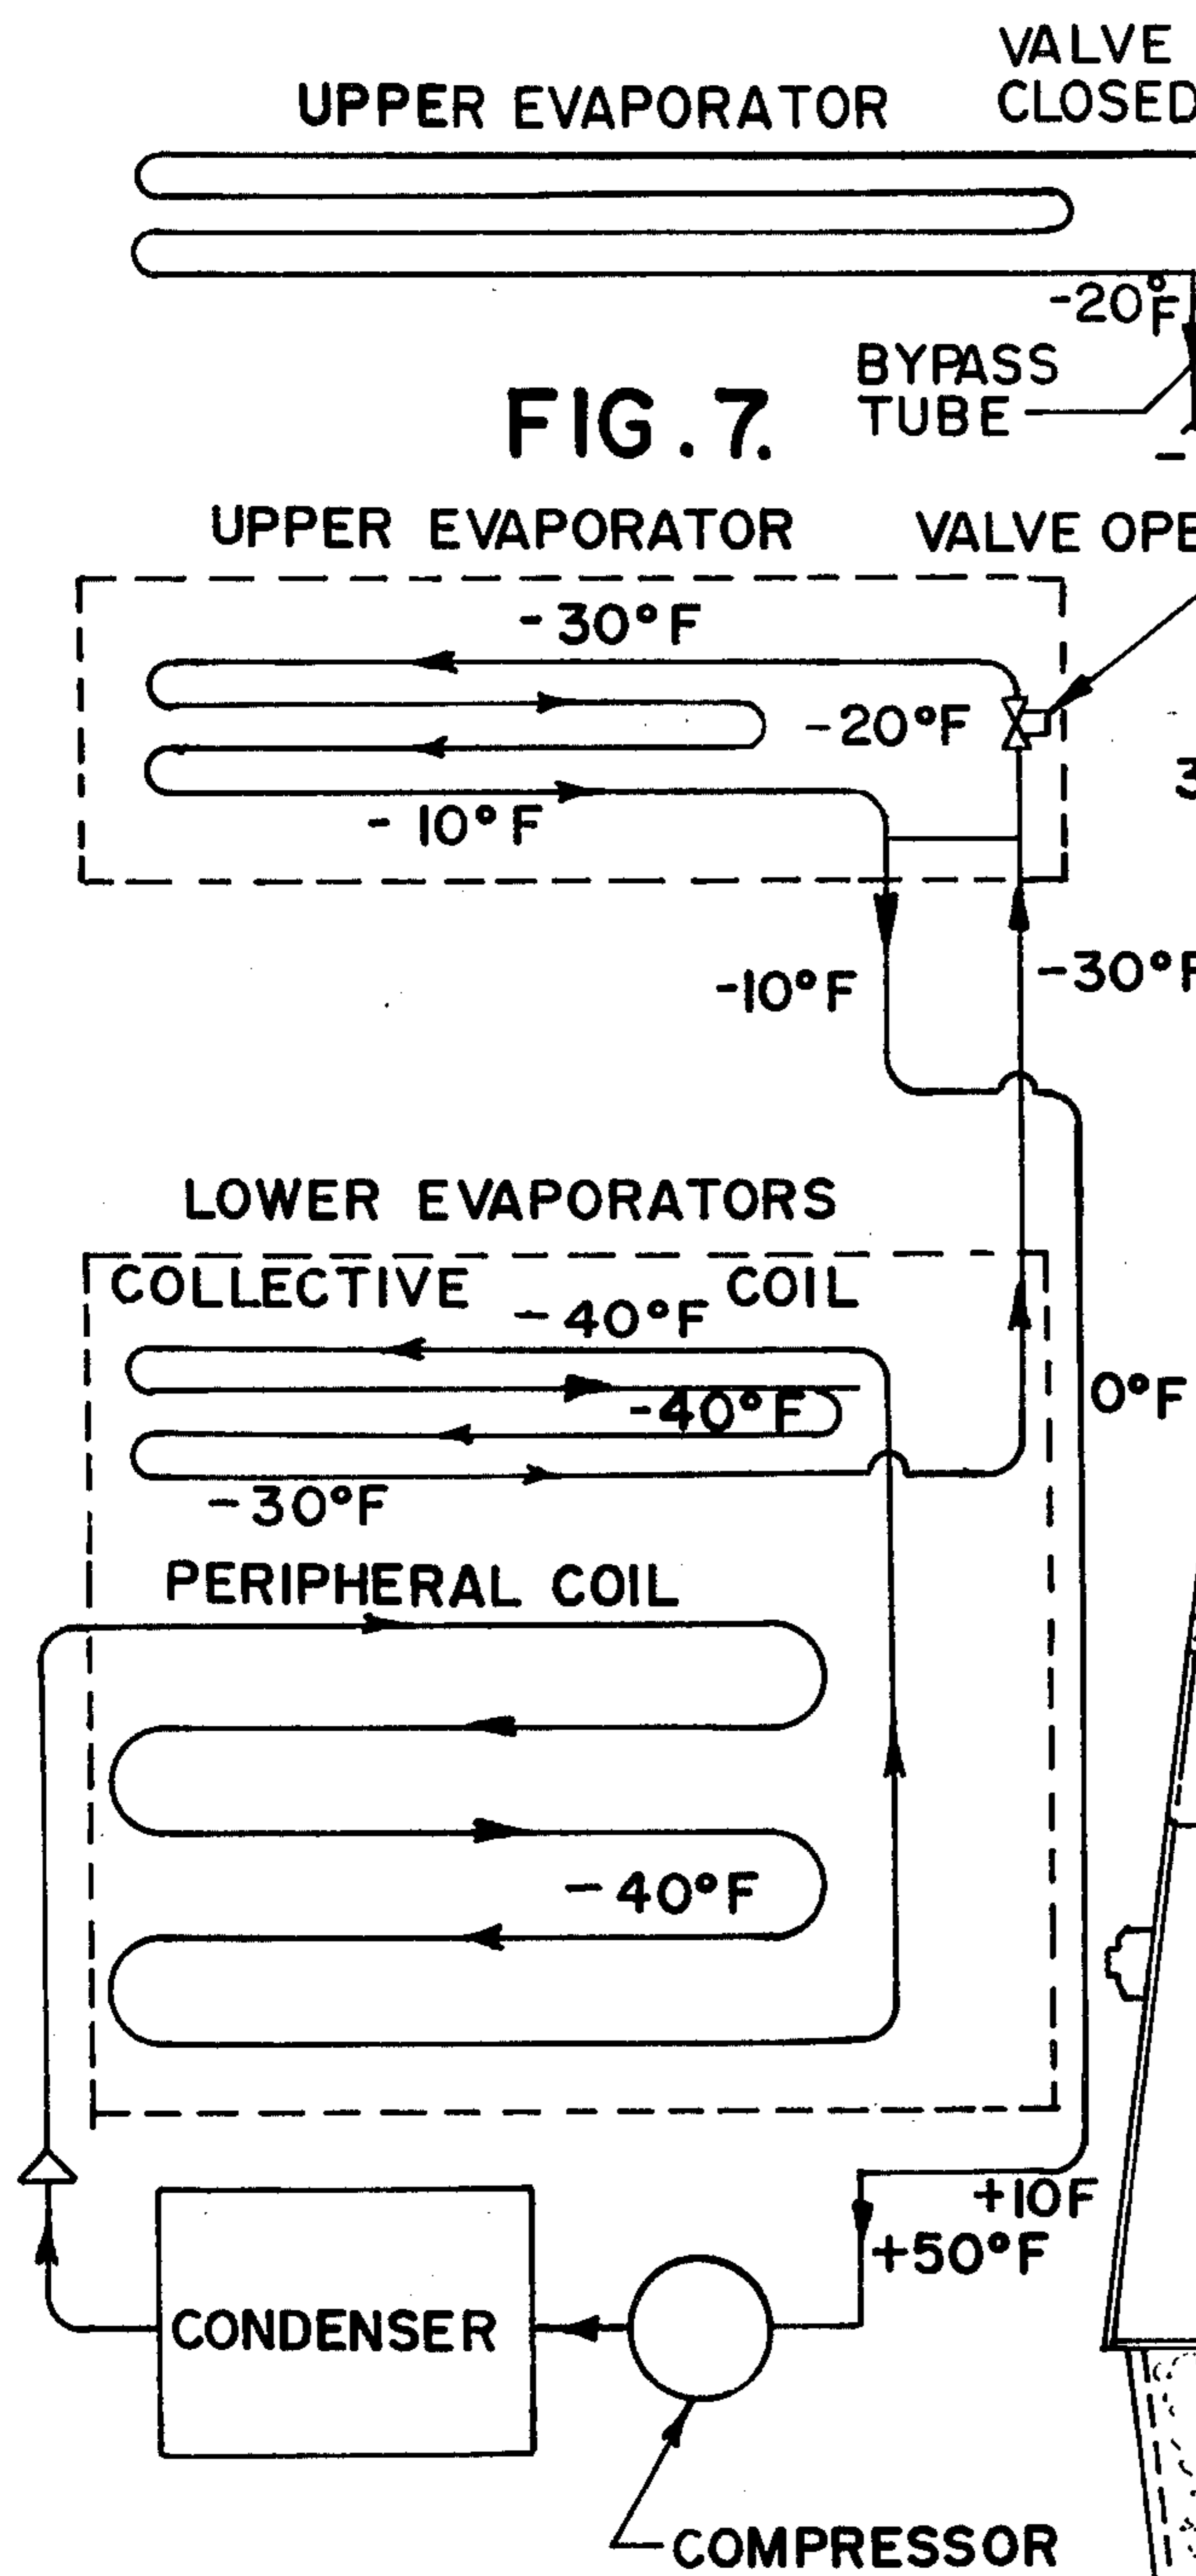 VALVE
CLOSED
UPPER EVAPORATOR
-20°F
BYPASS
TUBE
FIG. 7.
-
UPPER EVAPORATOR
VALVE OPE
-30°F
-20°F
3
-10°F
-10°F
-30°F
LOWER EVAPORATORS
COLLECTIVE COIL
-40°F
0°F
-40°F
-30°F
PERIPHERAL COIL
-40°F
+10F
+50°F
CONDENSER
COMPRESSOR